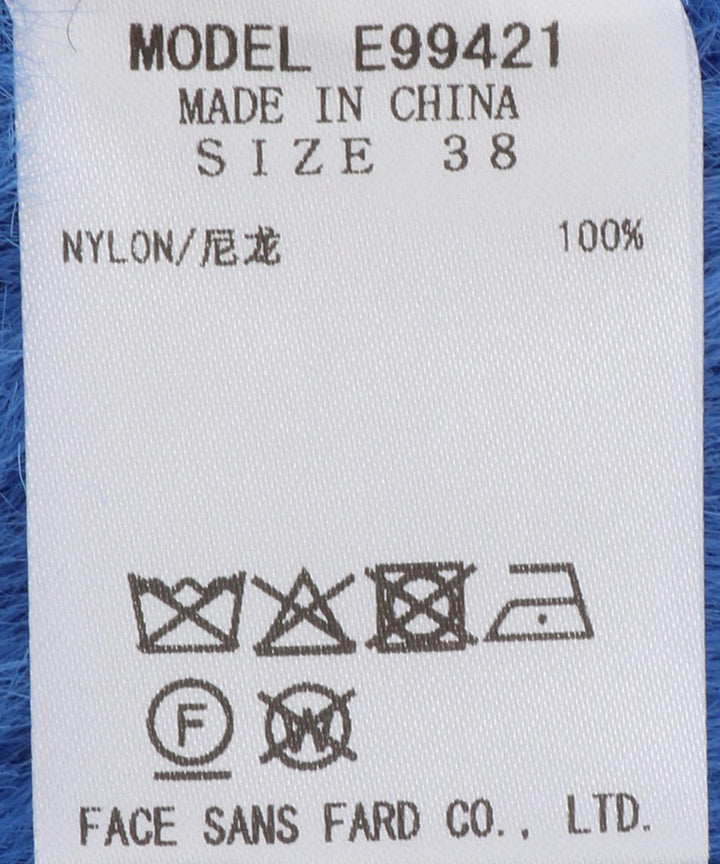 MODEL E99421
MADE IN CHINA
SIZE 38
NYLON/尼龙 100%
F
W
FACE SANS FARD CO., LTD.